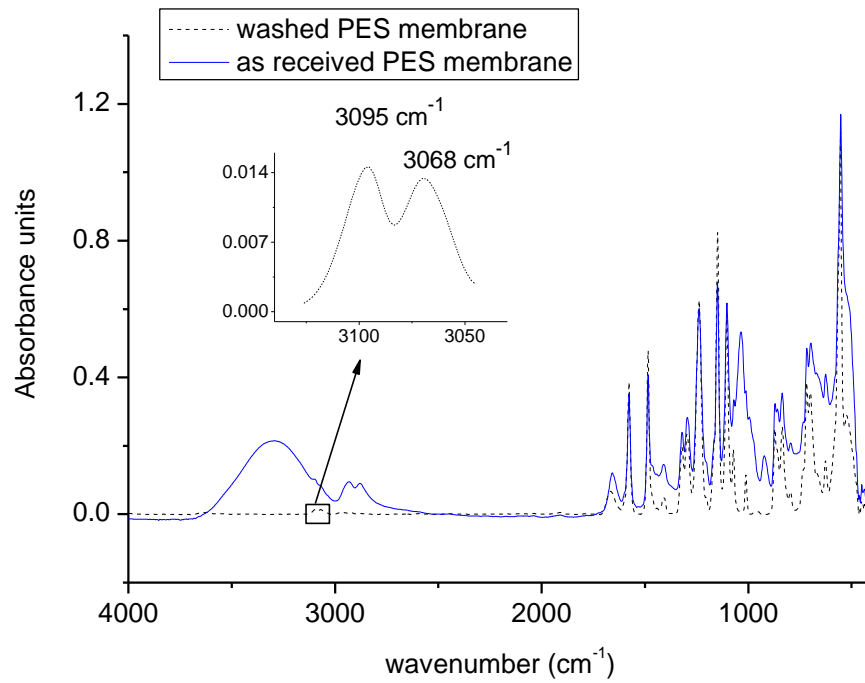 washed PES membrane
as received PES membrane
3095 cm⁻¹
3068 cm⁻¹
0.014
0.007
0.000
3100 3050
1.2
0.8
0.4
0.0
Absorbance units
4000 3000 2000 1000
wavenumber (cm⁻¹)